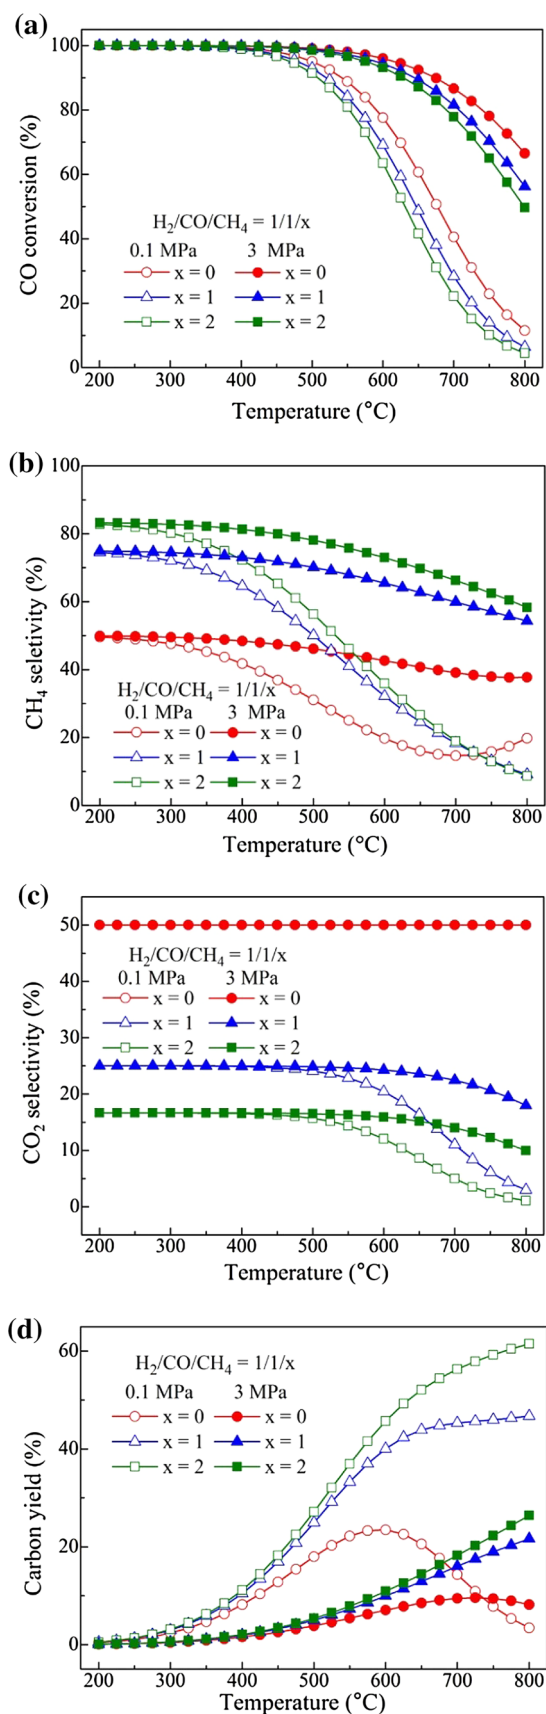 (a)
100
80
60
40
20
0
CO conversion (%)
H₂/CO/CH₄ = 1/1/x
0.1 MPa 3 MPa
x = 0 x = 0
x = 1 x = 1
x = 2 x = 2
200 300 400 500 600 700 800
Temperature (°C)
(b)
100
80
60
40
20
0
CH₄ seletivity (%)
H₂/CO/CH₄ = 1/1/x
0.1 MPa 3 MPa
x = 0 x = 0
x = 1 x = 1
x = 2 x = 2
200 300 400 500 600 700 800
Temperature (°C)
(c)
50
40
30
20
10
0
CO₂ selectivity (%)
H₂/CO/CH₄ = 1/1/x
0.1 MPa 3 MPa
x = 0 x = 0
x = 1 x = 1
x = 2 x = 2
200 300 400 500 600 700 800
Temperature (°C)
(d)
60
40
20
0
Carbon yield (%)
H₂/CO/CH₄ = 1/1/x
0.1 MPa 3 MPa
x = 0 x = 0
x = 1 x = 1
x = 2 x = 2
200 300 400 500 600 700 800
Temperature (°C)